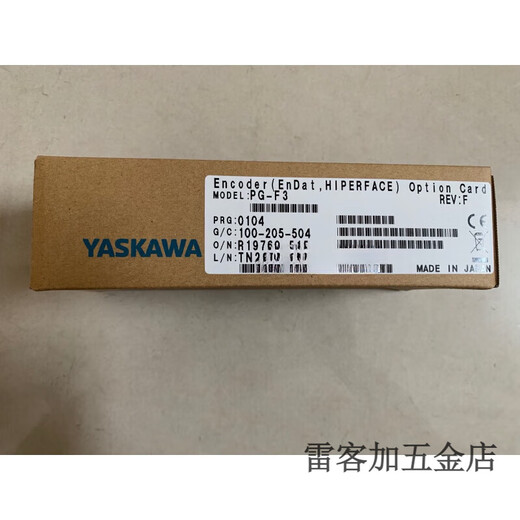 YASKAWA
Encoder(EnDat,HIPERFACE) Option Card
MODEL:PG-F3
REV:F
PRG:0104
G/C:100-205-504
O/N:
L/N:
MADE IN JAPAN
雷客加五金店